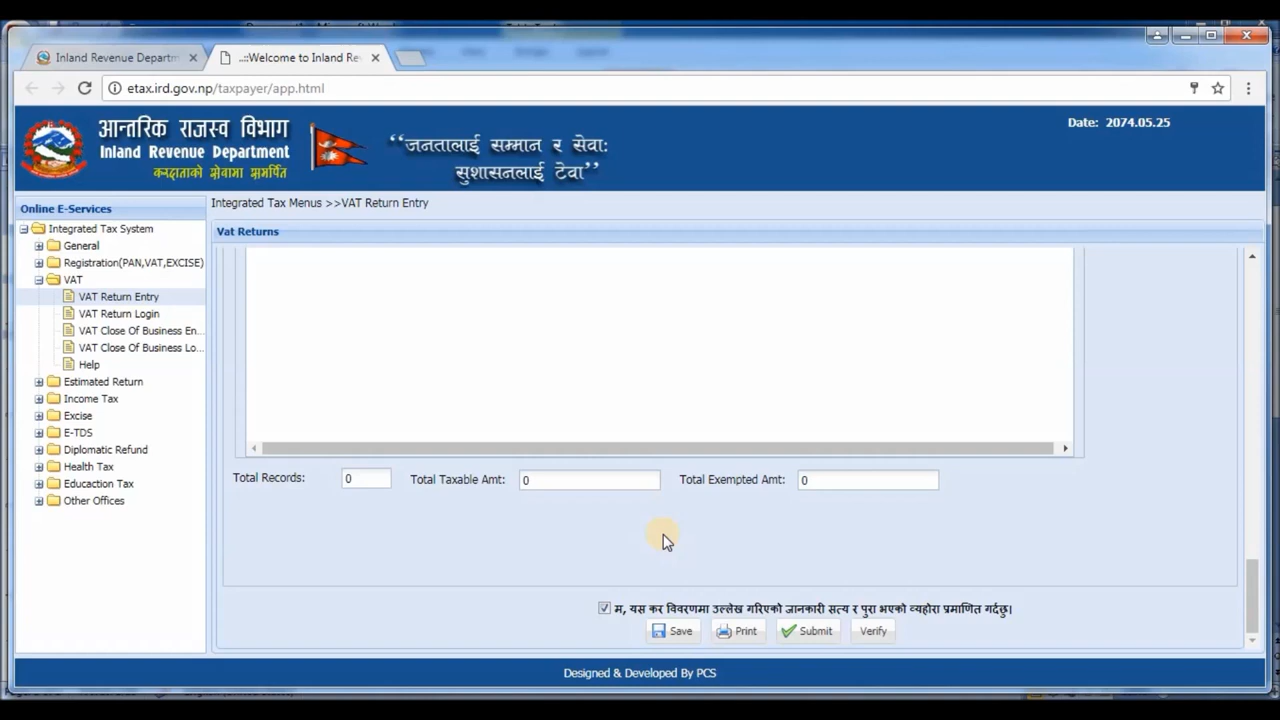 Inland Revenue Departm
..::Welcome to Inland Re
etax.ird.gov.np/taxpayer/app.html
आन्तरिक राजस्व विभाग
Inland Revenue Department
करदाताको सेवामा समर्पित
‘‘जनतालाई सम्मान र सेवाः
सुशासनलाई टेवा’’
Date: 2074.05.25
Online E-Services
Integrated Tax Menus >>VAT Return Entry
Integrated Tax System
General
Registration(PAN,VAT,EXCISE)
VAT
VAT Return Entry
VAT Return Login
VAT Close Of Business En...
VAT Close Of Business Lo...
Help
Estimated Return
Income Tax
Excise
E-TDS
Diplomatic Refund
Health Tax
Educaction Tax
Other Offices
Vat Returns
Total Records: 0 Total Taxable Amt: 0 Total Exempted Amt: 0
म, यस कर विवरणमा उल्लेख गरिएको जानकारी सत्य र पुरा भएको व्यहोरा प्रमाणित गर्दछु।
Save Print Submit Verify
Designed & Developed By PCS